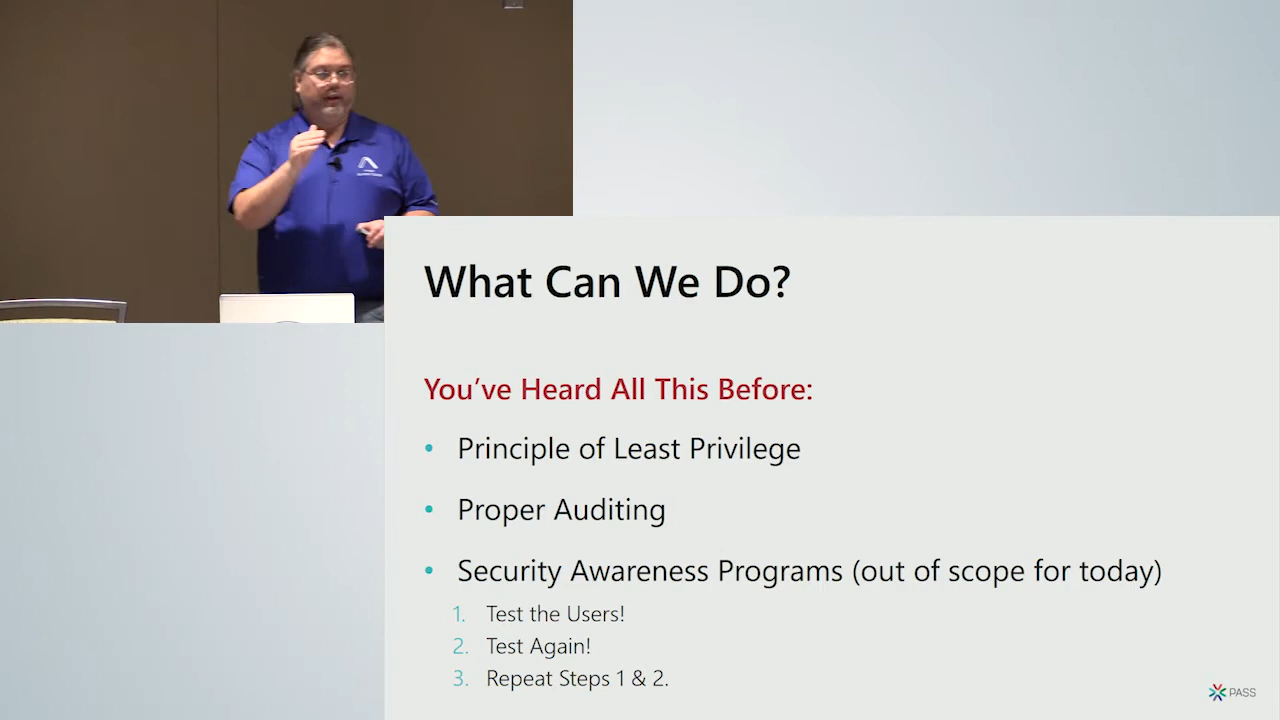 What Can We Do?
You've Heard All This Before:
• Principle of Least Privilege
• Proper Auditing
• Security Awareness Programs (out of scope for today)
1. Test the Users!
2. Test Again!
3. Repeat Steps 1 & 2.
PASS